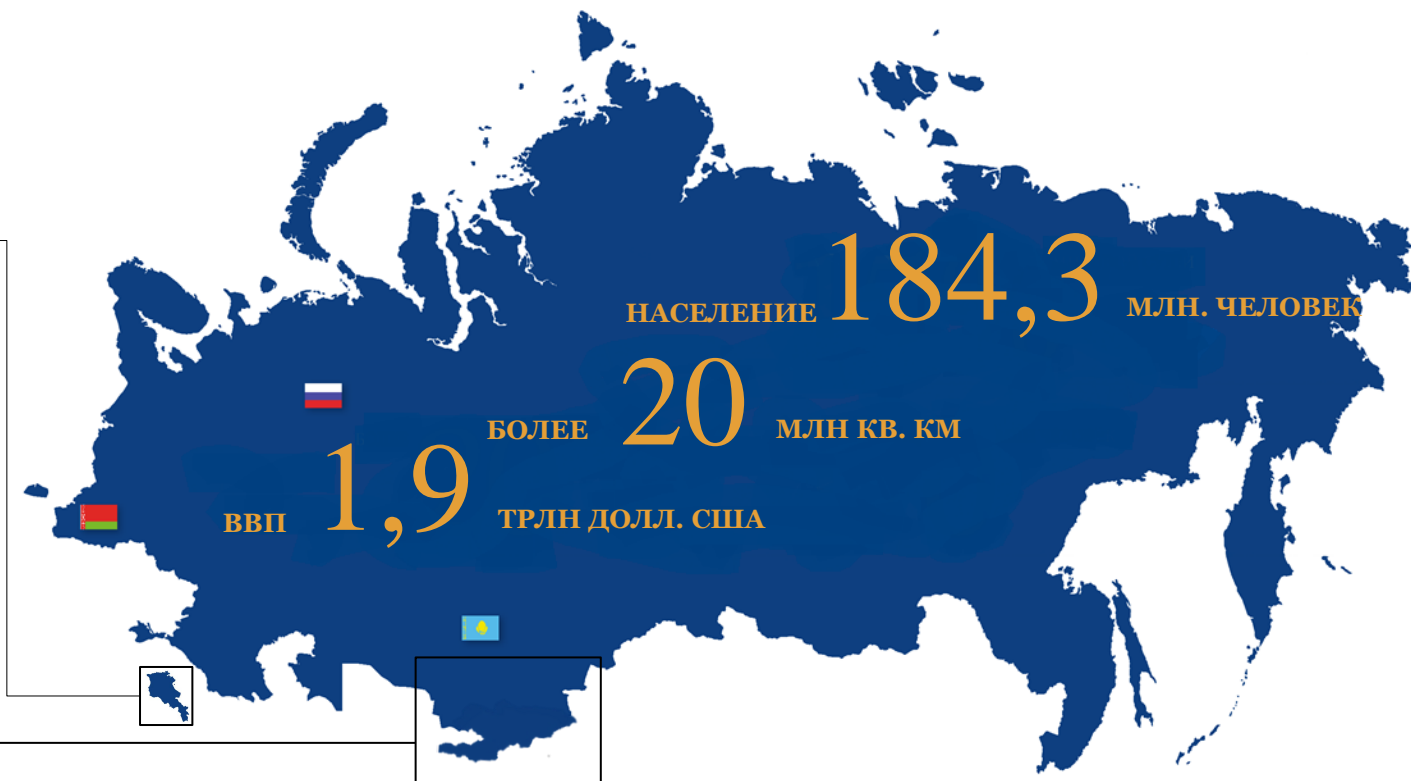 НАСЕЛЕНИЕ 184,3 МЛН. ЧЕЛОВЕК
БОЛЕЕ 20 МЛН КВ. КМ
ВВП 1,9 ТРЛН ДОЛЛ. США